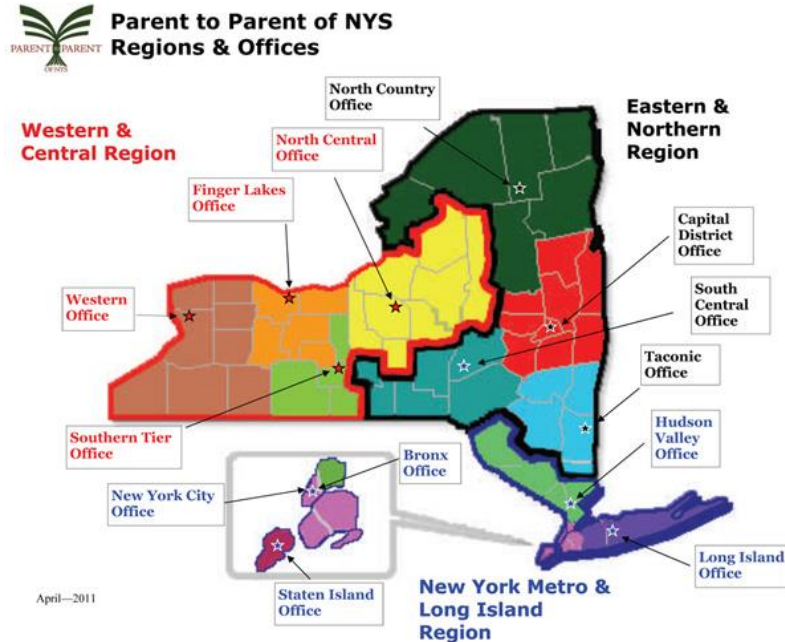 PARENT TO PARENT
OF NYS
Parent to Parent of NYS
Regions & Offices
North Country
Office
Western &
Central Region
North Central
Office
Eastern &
Northern
Region
Finger Lakes
Office
Capital
District
Office
Western
Office
South
Central
Office
Taconic
Office
Southern Tier
Office
Hudson
Valley
Office
Bronx
Office
New York City
Office
Long Island
Office
Staten Island
Office
New York Metro &
Long Island
Region
April—2011